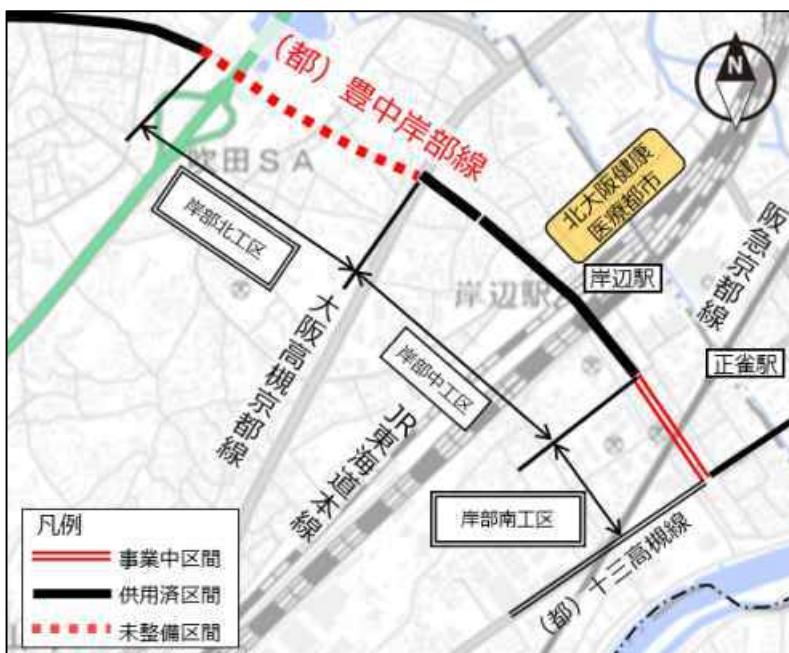 (都)豊中岸部線
N
吹田SA
北大阪健康
医療都市
岸部北工区
岸辺駅
岸辺駅
阪急京都線
大阪高槻京都線
岸部中工区
正雀駅
JR東海道本線
岸部南工区
(都)十三高槻線
凡例
事業中区間
供用済区間
未整備区間